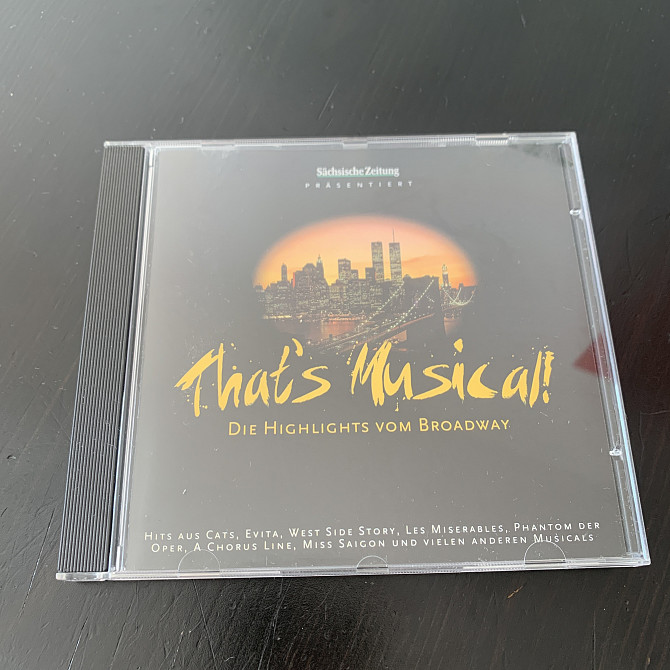 Sächsische Zeitung
PRÄSENTIERT
That's Musical!
DIE HIGHLIGHTS VOM BROADWAY
HITS AUS CATS, EVITA, WEST SIDE STORY, LES MISERABLES, PHANTOM DER
OPER, A CHORUS LINE, MISS SAIGON UND VIELEN ANDEREN MUSICALS